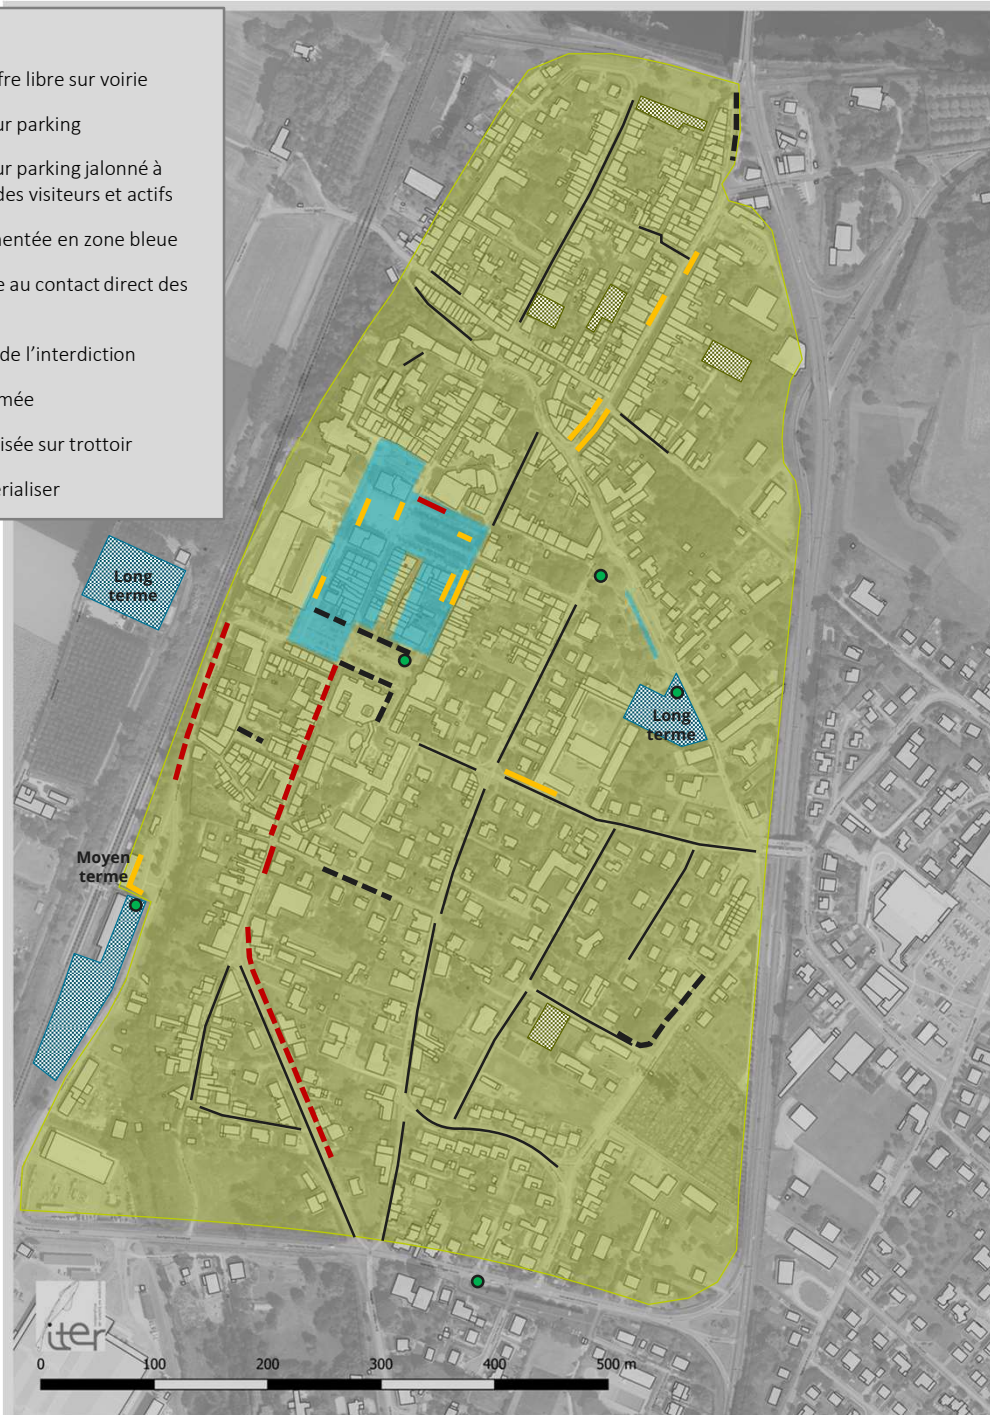 fre libre sur voirie
ur parking
ur parking jalonné à
des visiteurs et actifs
nentée en zone bleue
e au contact direct des
de l’interdiction
mée
isée sur trottoir
érialiser
Long
terme
Long
terme
Moyen
terme
iter
0 100 200 300 400 500 m